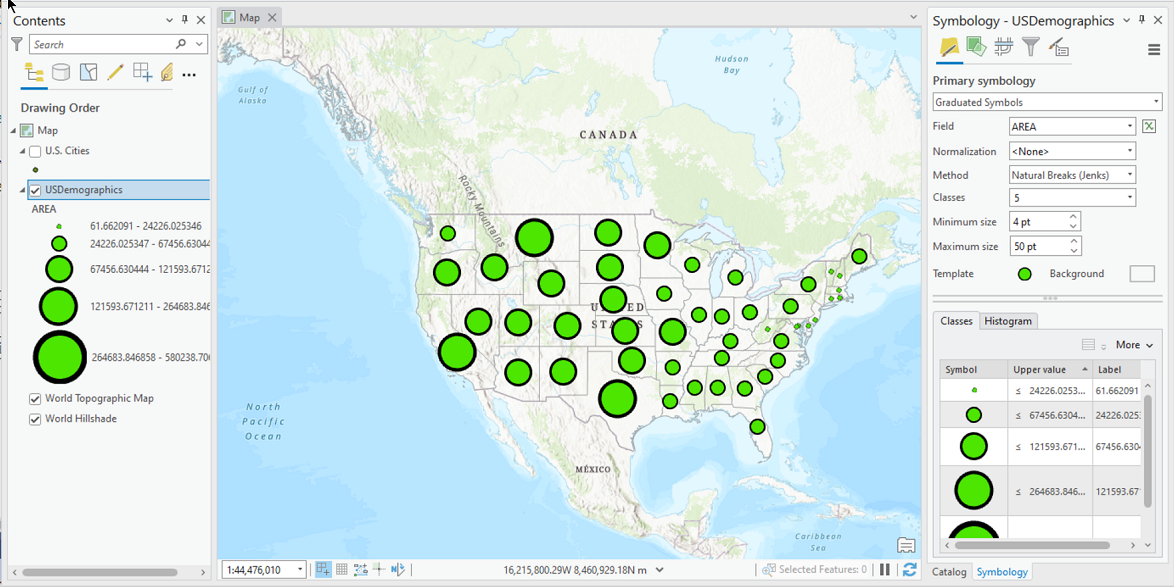 Contents
Search
Drawing Order
Map
U.S. Cities
USDemographics
AREA
61.662091 - 24226.025346
24226.025347 - 67456.63044
67456.630444 - 121593.6712
121593.671211 - 264683.846
264683.846858 - 580238.706
World Topographic Map
World Hillshade
Map
Gulf of
Alaska
Hudson
Bay
CANADA
Rocky Mountains
UNITED
STATES
North
Pacific
Ocean
MÉXICO
Caribbean
Sea
1:44,476,010
16,215,800.29W 8,460,929.18N m
Selected Features: 0
Symbology - USDemographics
Primary symbology
Graduated Symbols
Field
AREA
Normalization
<None>
Method
Natural Breaks (Jenks)
Classes
5
Minimum size
4 pt
Maximum size
50 pt
Template
Background
Classes
Histogram
More
Symbol
Upper value
Label
≤ 24226.0253...
61.662091
≤ 67456.6304...
24226.025
≤ 121593.671...
67456.630
≤ 264683.846...
121593.67
Catalog
Symbology